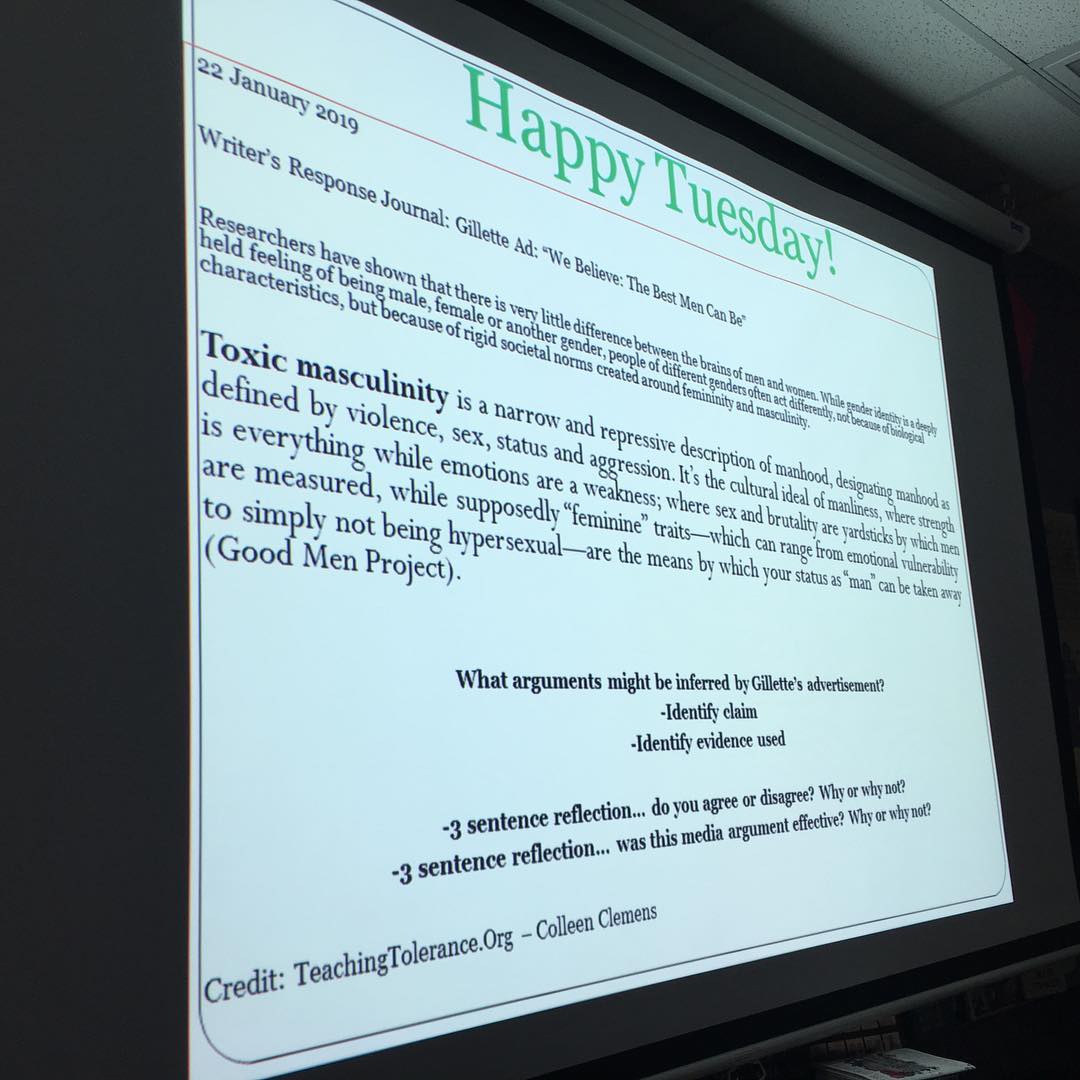 Happy Tuesday!
22 January 2019
Writer's Response Journal: Gillette Ad: "We Believe: The Best Men Can Be"
Researchers have shown that there is very little difference between the brains of men and women. While gender identity is a deeply
held feeling of being male, female or another gender, people of different genders often act differently, not because of biological
characteristics, but because of rigid societal norms created around femininity and masculinity.
Toxic masculinity is a narrow and repressive description of manhood, designating manhood as
defined by violence, sex, status and aggression. It's the cultural ideal of manliness, where strength
is everything while emotions are a weakness; where sex and brutality are yardsticks by which men
are measured, while supposedly "feminine" traits—which can range from emotional vulnerability
to simply not being hypersexual—are the means by which your status as "man" can be taken away
(Good Men Project).
What arguments might be inferred by Gillette's advertisement?
-Identify claim
-Identify evidence used
-3 sentence reflection... do you agree or disagree? Why or why not?
-3 sentence reflection... was this media argument effective? Why or why not?
Credit: TeachingTolerance.Org – Colleen Clemens